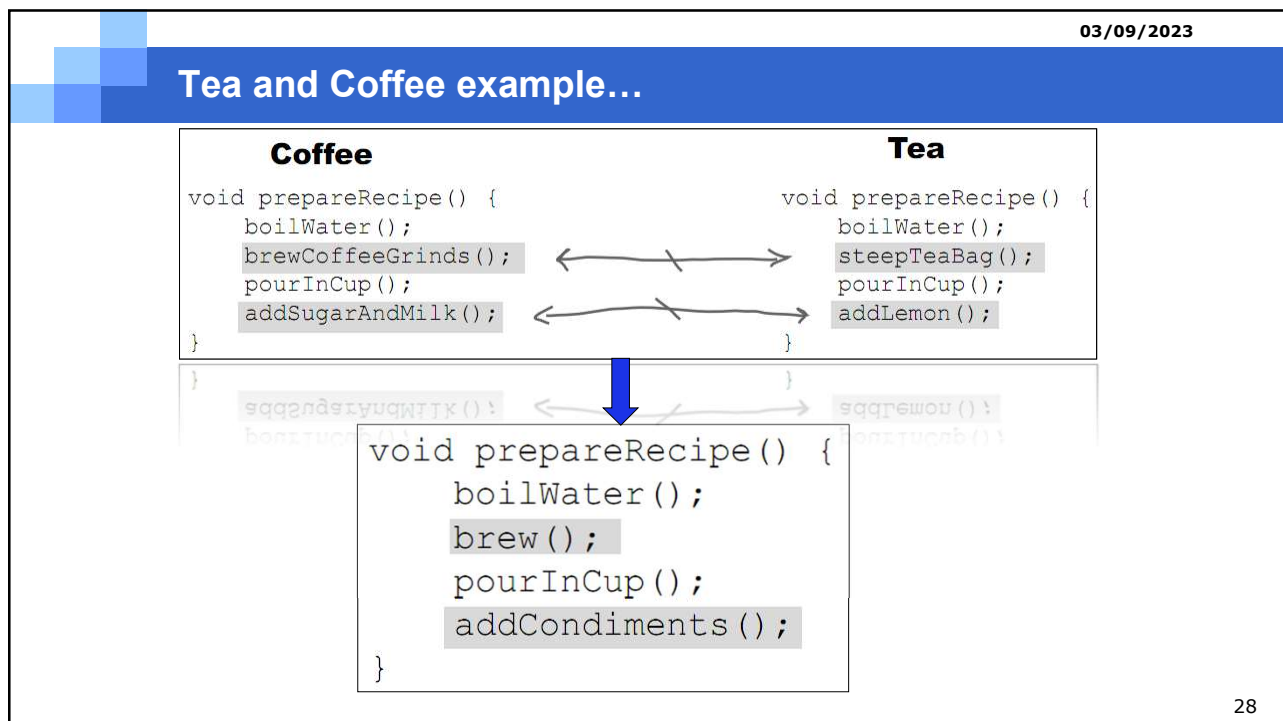 03/09/2023
Tea and Coffee example…
Coffee
void prepareRecipe() {
boilWater();
brewCoffeeGrinds();
pourInCup();
addSugarAndMilk();
}
Tea
void prepareRecipe() {
boilWater();
steepTeaBag();
pourInCup();
addLemon();
}
void prepareRecipe() {
boilWater();
brew();
pourInCup();
addCondiments();
}
28